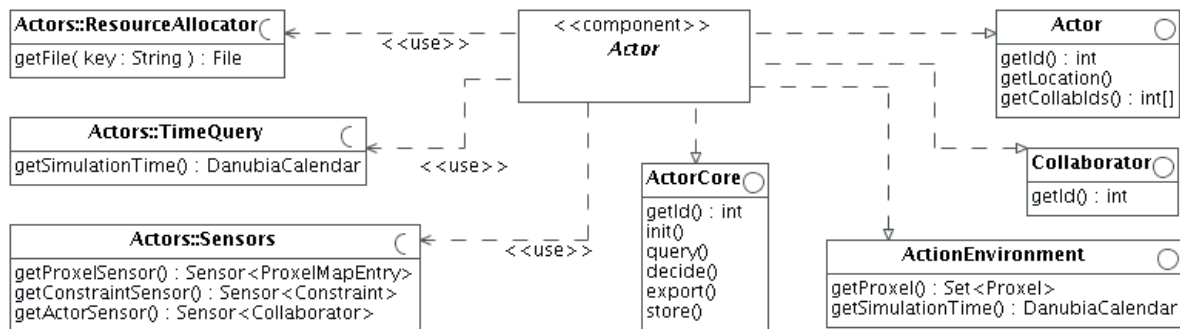 Actors::ResourceAllocator
getFile( key : String ) : File
<<use>>
<<component>>
Actor
Actor
getId() : int
getLocation()
getCollabIds() : int[]
Actors::TimeQuery
getSimulationTime() : DanubiaCalendar
<<use>>
Collaborator
getId() : int
ActorCore
getId() : int
init()
query()
decide()
export()
store()
Actors::Sensors
getProxelSensor() : Sensor<ProxelMapEntry>
getConstraintSensor() : Sensor<Constraint>
getActorSensor() : Sensor<Collaborator>
<<use>>
ActionEnvironment
getProxel() : Set<Proxel>
getSimulationTime() : DanubiaCalendar